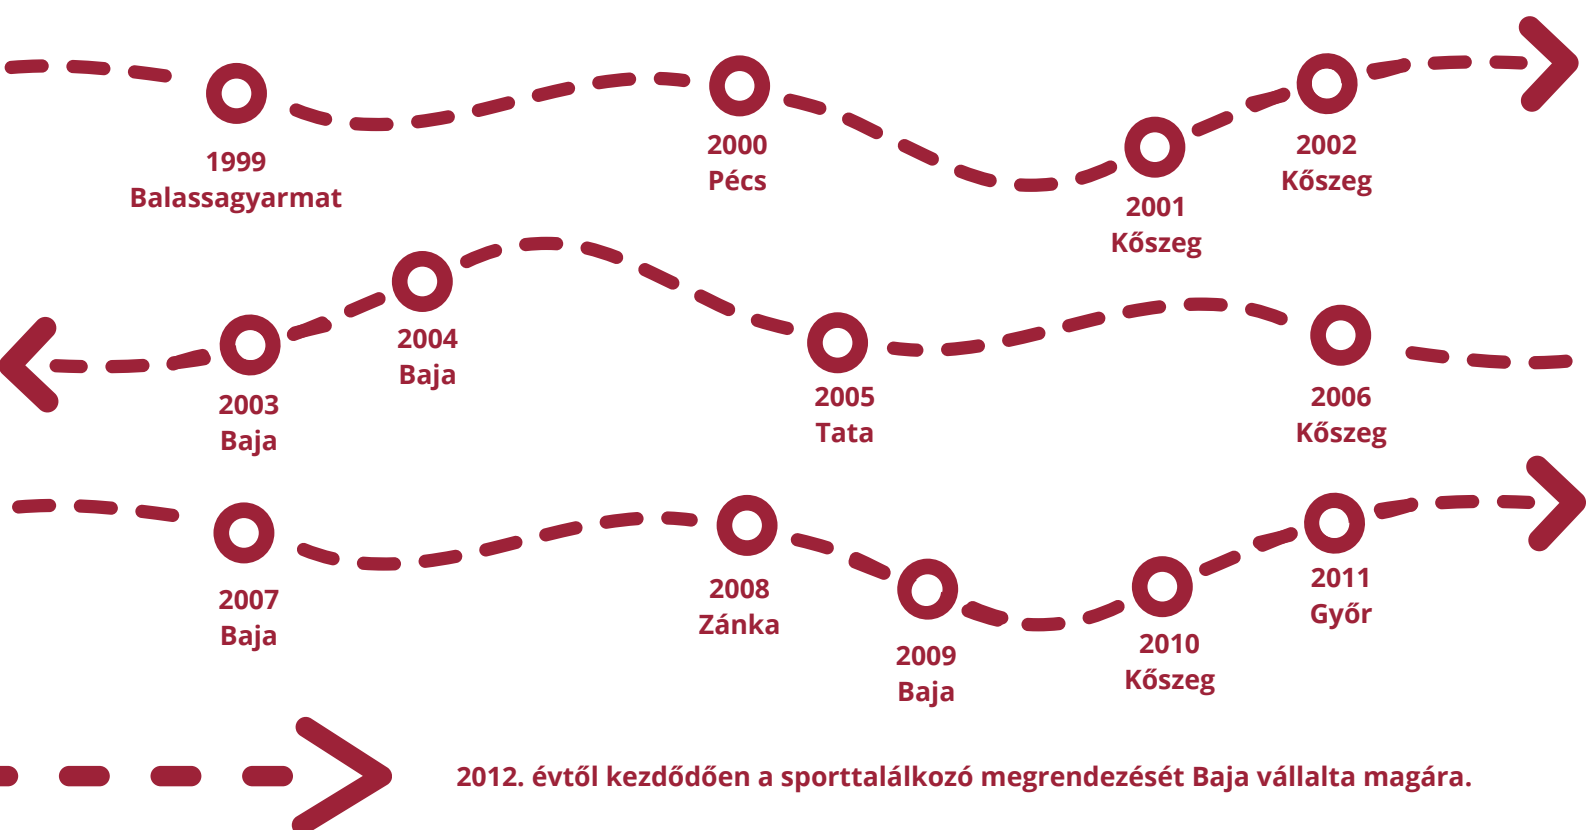 1999
Balassagyarmat
2000
Pécs
2001
Kőszeg
2002
Kőszeg
2003
Baja
2004
Baja
2005
Tata
2006
Kőszeg
2007
Baja
2008
Zánka
2009
Baja
2010
Kőszeg
2011
Győr
2012. évtől kezdődően a sporttalálkozó megrendezését Baja vállalta magára.